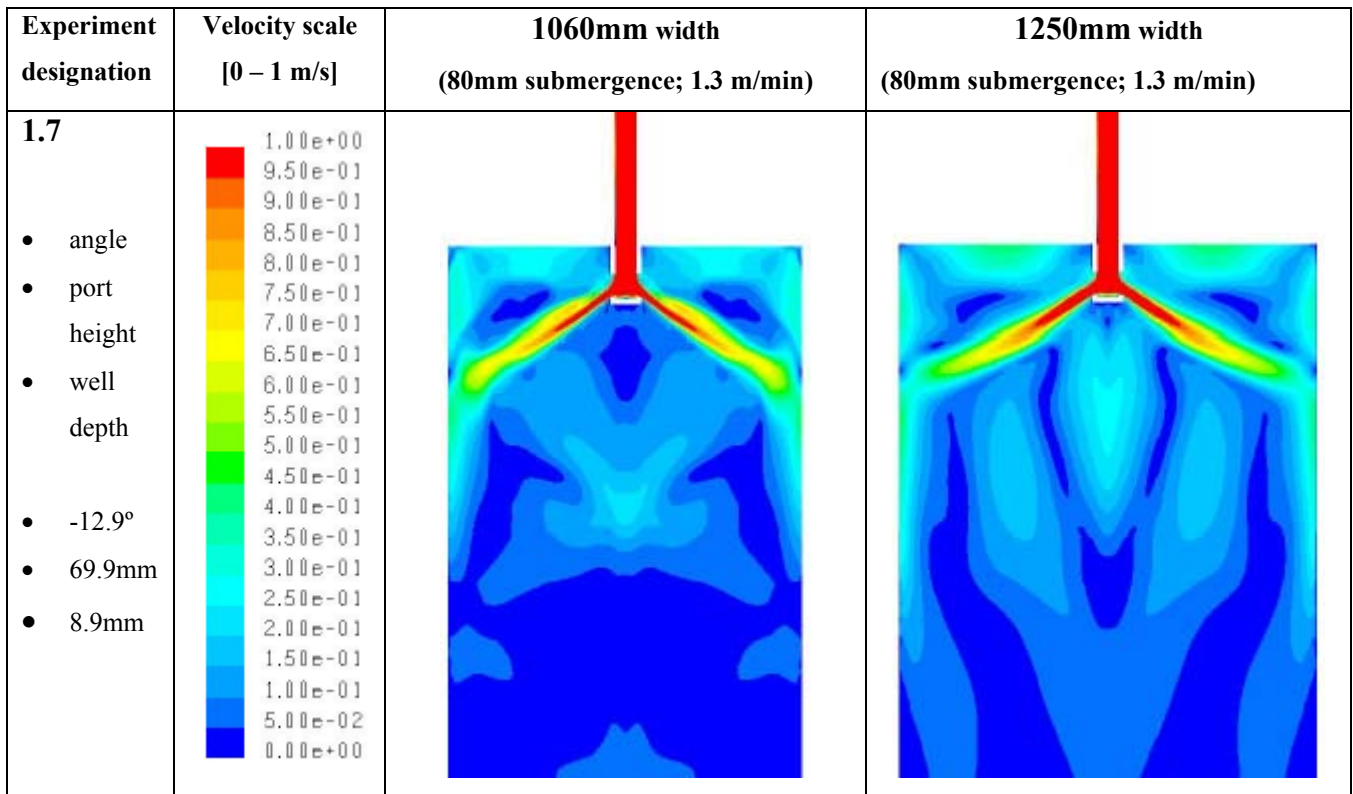 Experiment
designation
Velocity scale
[0 – 1 m/s]
1060mm width
(80mm submergence; 1.3 m/min)
1250mm width
(80mm submergence; 1.3 m/min)
1.7
• angle
• port
height
• well
depth
• -12.9º
• 69.9mm
• 8.9mm
1.00e+00
9.50e-01
9.00e-01
8.50e-01
8.00e-01
7.50e-01
7.00e-01
6.50e-01
6.00e-01
5.50e-01
5.00e-01
4.50e-01
4.00e-01
3.50e-01
3.00e-01
2.50e-01
2.00e-01
1.50e-01
1.00e-01
5.00e-02
0.00e+00